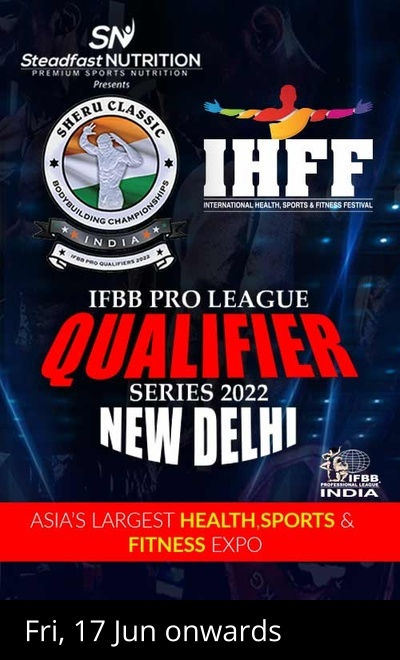 SN
Steadfast NUTRITION
PREMIUM SPORTS NUTRITION
Presents
SHERU CLASSIC
BODYBUILDING CHAMPIONSHIPS
INDIA
IFBB PRO QUALIFIERS 2022
IHFF
INTERNATIONAL HEALTH, SPORTS & FITNESS FESTIVAL
IFBB PRO LEAGUE
QUALIFIER
SERIES 2022
NEW DELHI
IFBB
PROFESSIONAL LEAGUE
INDIA
ASIA'S LARGEST HEALTH,SPORTS &
FITNESS EXPO
Fri, 17 Jun onwards